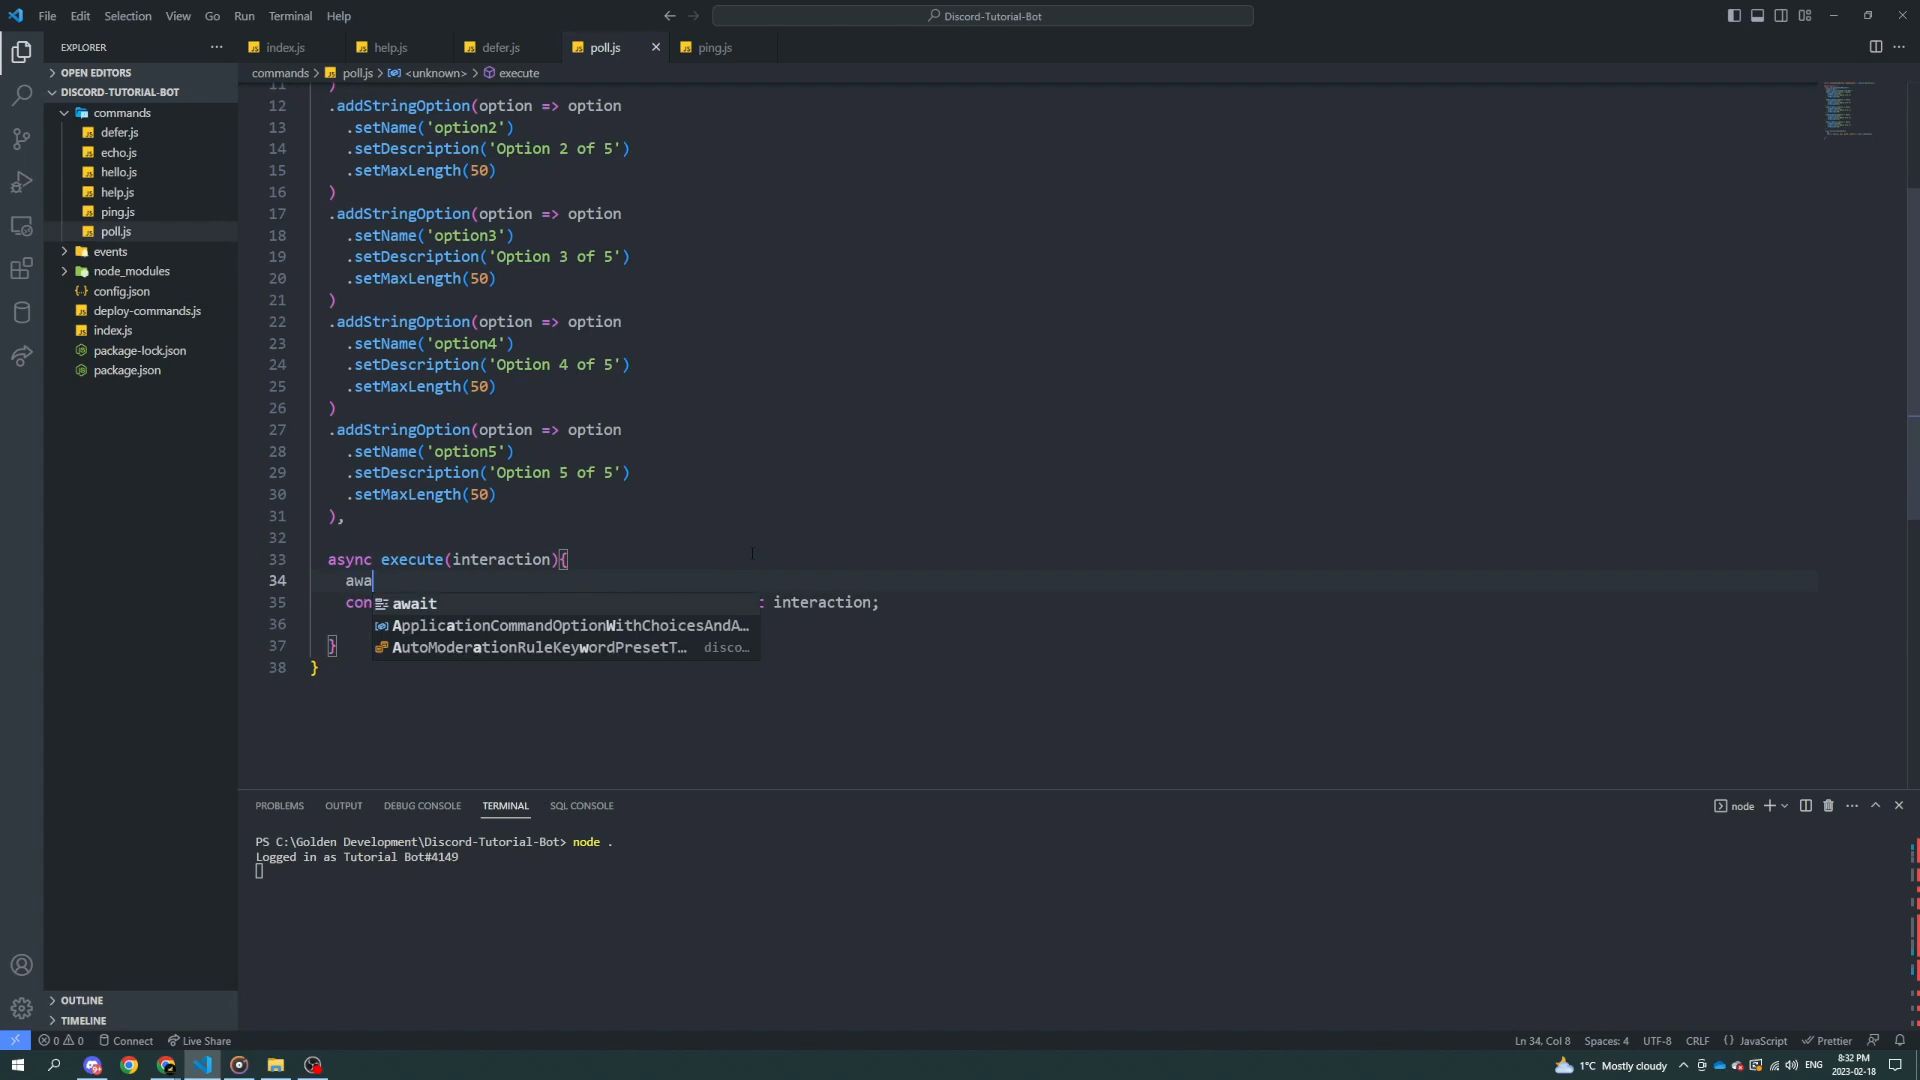 File Edit Selection View Go Run Terminal Help
Discord-Tutorial-Bot
EXPLORER
OPEN EDITORS
DISCORD-TUTORIAL-BOT
commands
defer.js
echo.js
hello.js
help.js
ping.js
poll.js
events
node_modules
config.json
deploy-commands.js
index.js
package-lock.json
package.json
OUTLINE
TIMELINE
index.js help.js defer.js poll.js ping.js
commands > poll.js > <unknown> > execute
11 )
12 .addStringOption(option => option
13 .setName('option2')
14 .setDescription('Option 2 of 5')
15 .setMaxLength(50)
16 )
17 .addStringOption(option => option
18 .setName('option3')
19 .setDescription('Option 3 of 5')
20 .setMaxLength(50)
21 )
22 .addStringOption(option => option
23 .setName('option4')
24 .setDescription('Option 4 of 5')
25 .setMaxLength(50)
26 )
27 .addStringOption(option => option
28 .setName('option5')
29 .setDescription('Option 5 of 5')
30 .setMaxLength(50)
31 ),
32
33 async execute(interaction){
34 awa
35 con interaction;
36
37 }
38 }
await
ApplicationCommandOptionWithChoicesAndA...
AutoModerationRuleKeywordPresetT... disco...
PROBLEMS OUTPUT DEBUG CONSOLE TERMINAL SQL CONSOLE
node
PS C:\Golden Development\Discord-Tutorial-Bot> node .
Logged in as Tutorial Bot#4149
0 0 Connect Live Share
Ln 34, Col 8 Spaces: 4 UTF-8 CRLF {} JavaScript Prettier
1°C Mostly cloudy ENG
8:32 PM
2023-02-18